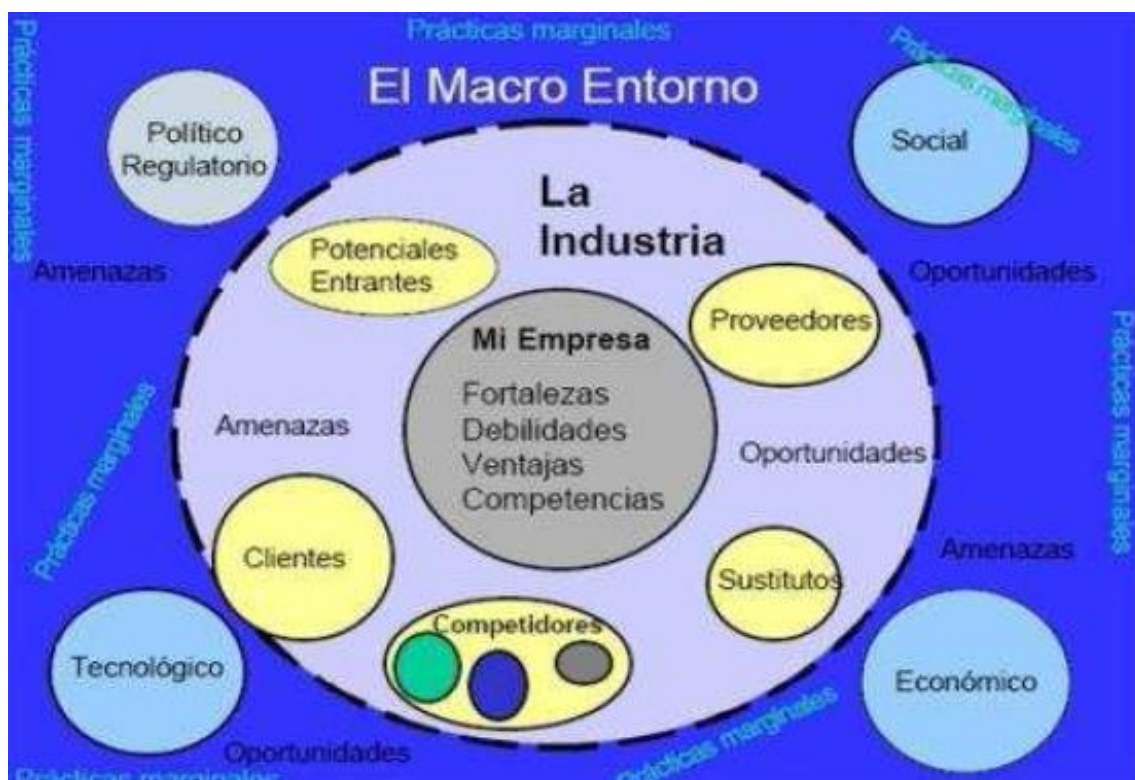 Prácticas marginales
Prácticas marginales
Prácticas marginales
El Macro Entorno
Político
Regulatorio
Social
La
Industria
Potenciales
Entrantes
Amenazas
Oportunidades
Proveedores
Mi Empresa
Fortalezas
Debilidades
Ventajas
Competencias
Amenazas
Oportunidades
Prácticas marginales
Prácticas marginales
Clientes
Amenazas
Sustitutos
Competidores
Tecnológico
Económico
Oportunidades
Prácticas marginales
Prácticas marginales